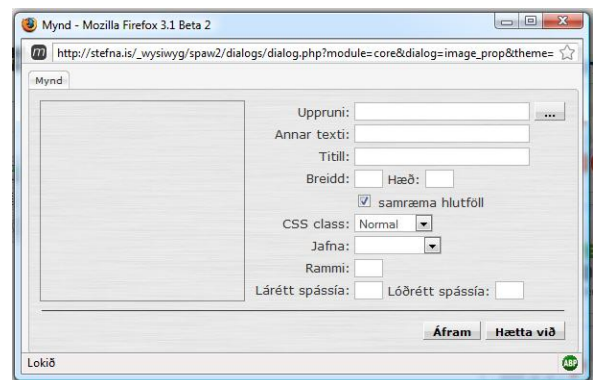 Mynd - Mozilla Firefox 3.1 Beta 2
m http://stefna.is/_wysiwyg/spaw2/dialogs/dialog.php?module=core&dialog=image_prop&theme=
Mynd
Uppruni: ...
Annar texti:
Titill:
Breidd: Hæð:
samræma hlutföll
CSS class: Normal
Jafna:
Rammi:
Lárétt spássía: Lóðrétt spássía:
Áfram Hætta við
Lokið ABP